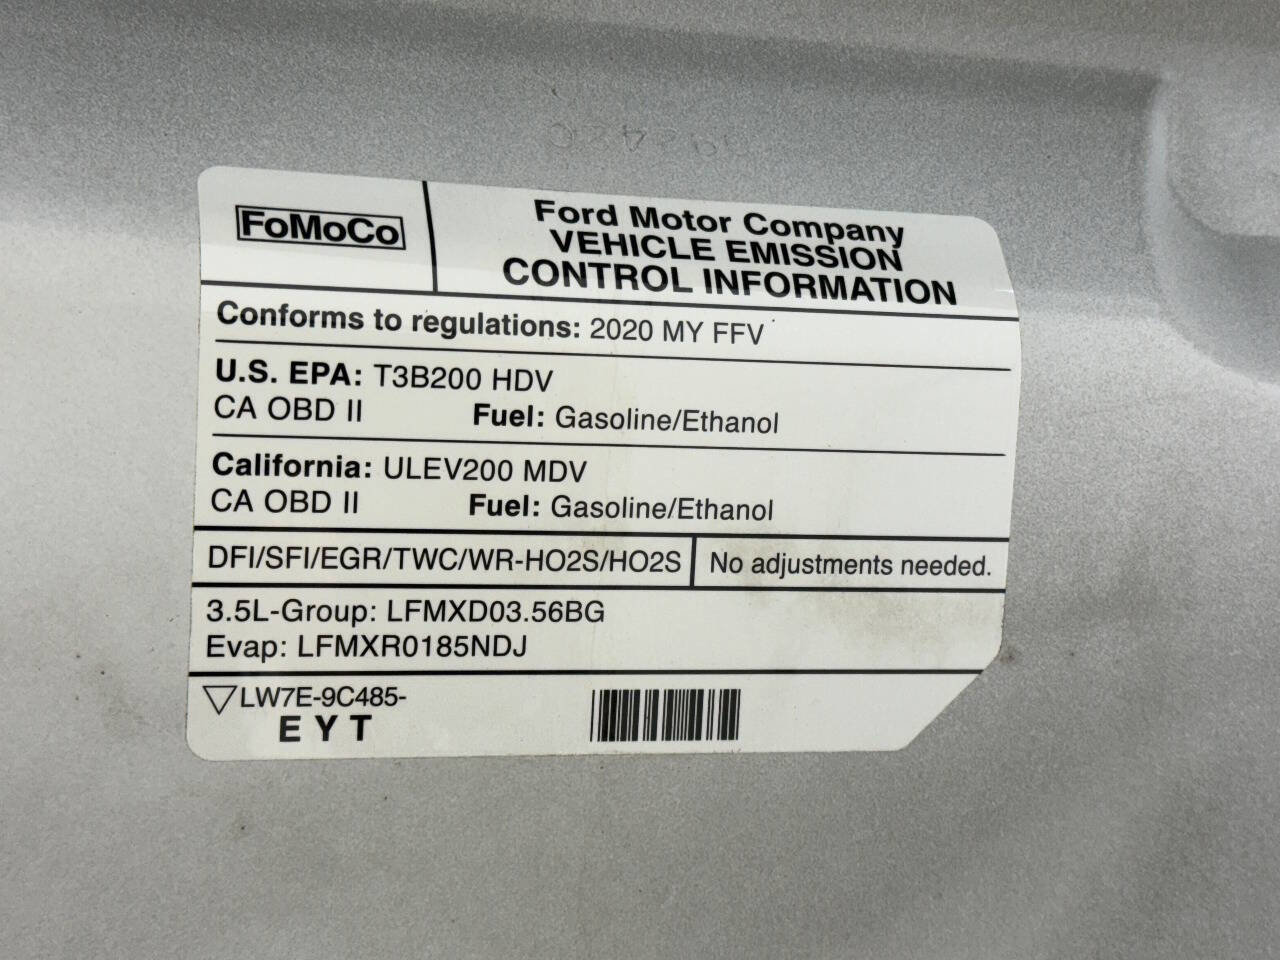 FoMoCo
Ford Motor Company
VEHICLE EMISSION
CONTROL INFORMATION
Conforms to regulations: 2020 MY FFV
U.S. EPA: T3B200 HDV
CA OBD II Fuel: Gasoline/Ethanol
California: ULEV200 MDV
CA OBD II Fuel: Gasoline/Ethanol
DFI/SFI/EGR/TWC/WR-HO2S/HO2S No adjustments needed.
3.5L-Group: LFMXD03.56BG
Evap: LFMXR0185NDJ
LW7E-9C485-
E Y T